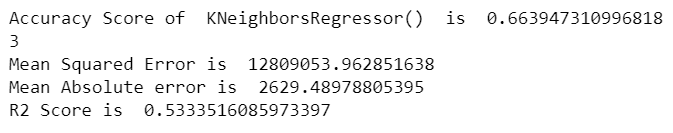 Accuracy Score of  KNeighborsRegressor()  is  0.663947310996818
3
Mean Squared Error is  12809053.962851638
Mean Absolute error is  2629.48978805395
R2 Score is  0.5333516085973397